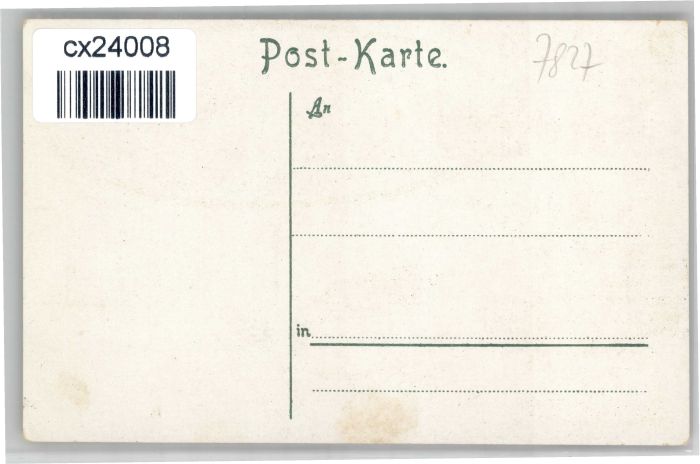 cx24008
Post-Karte.
7827
An
in